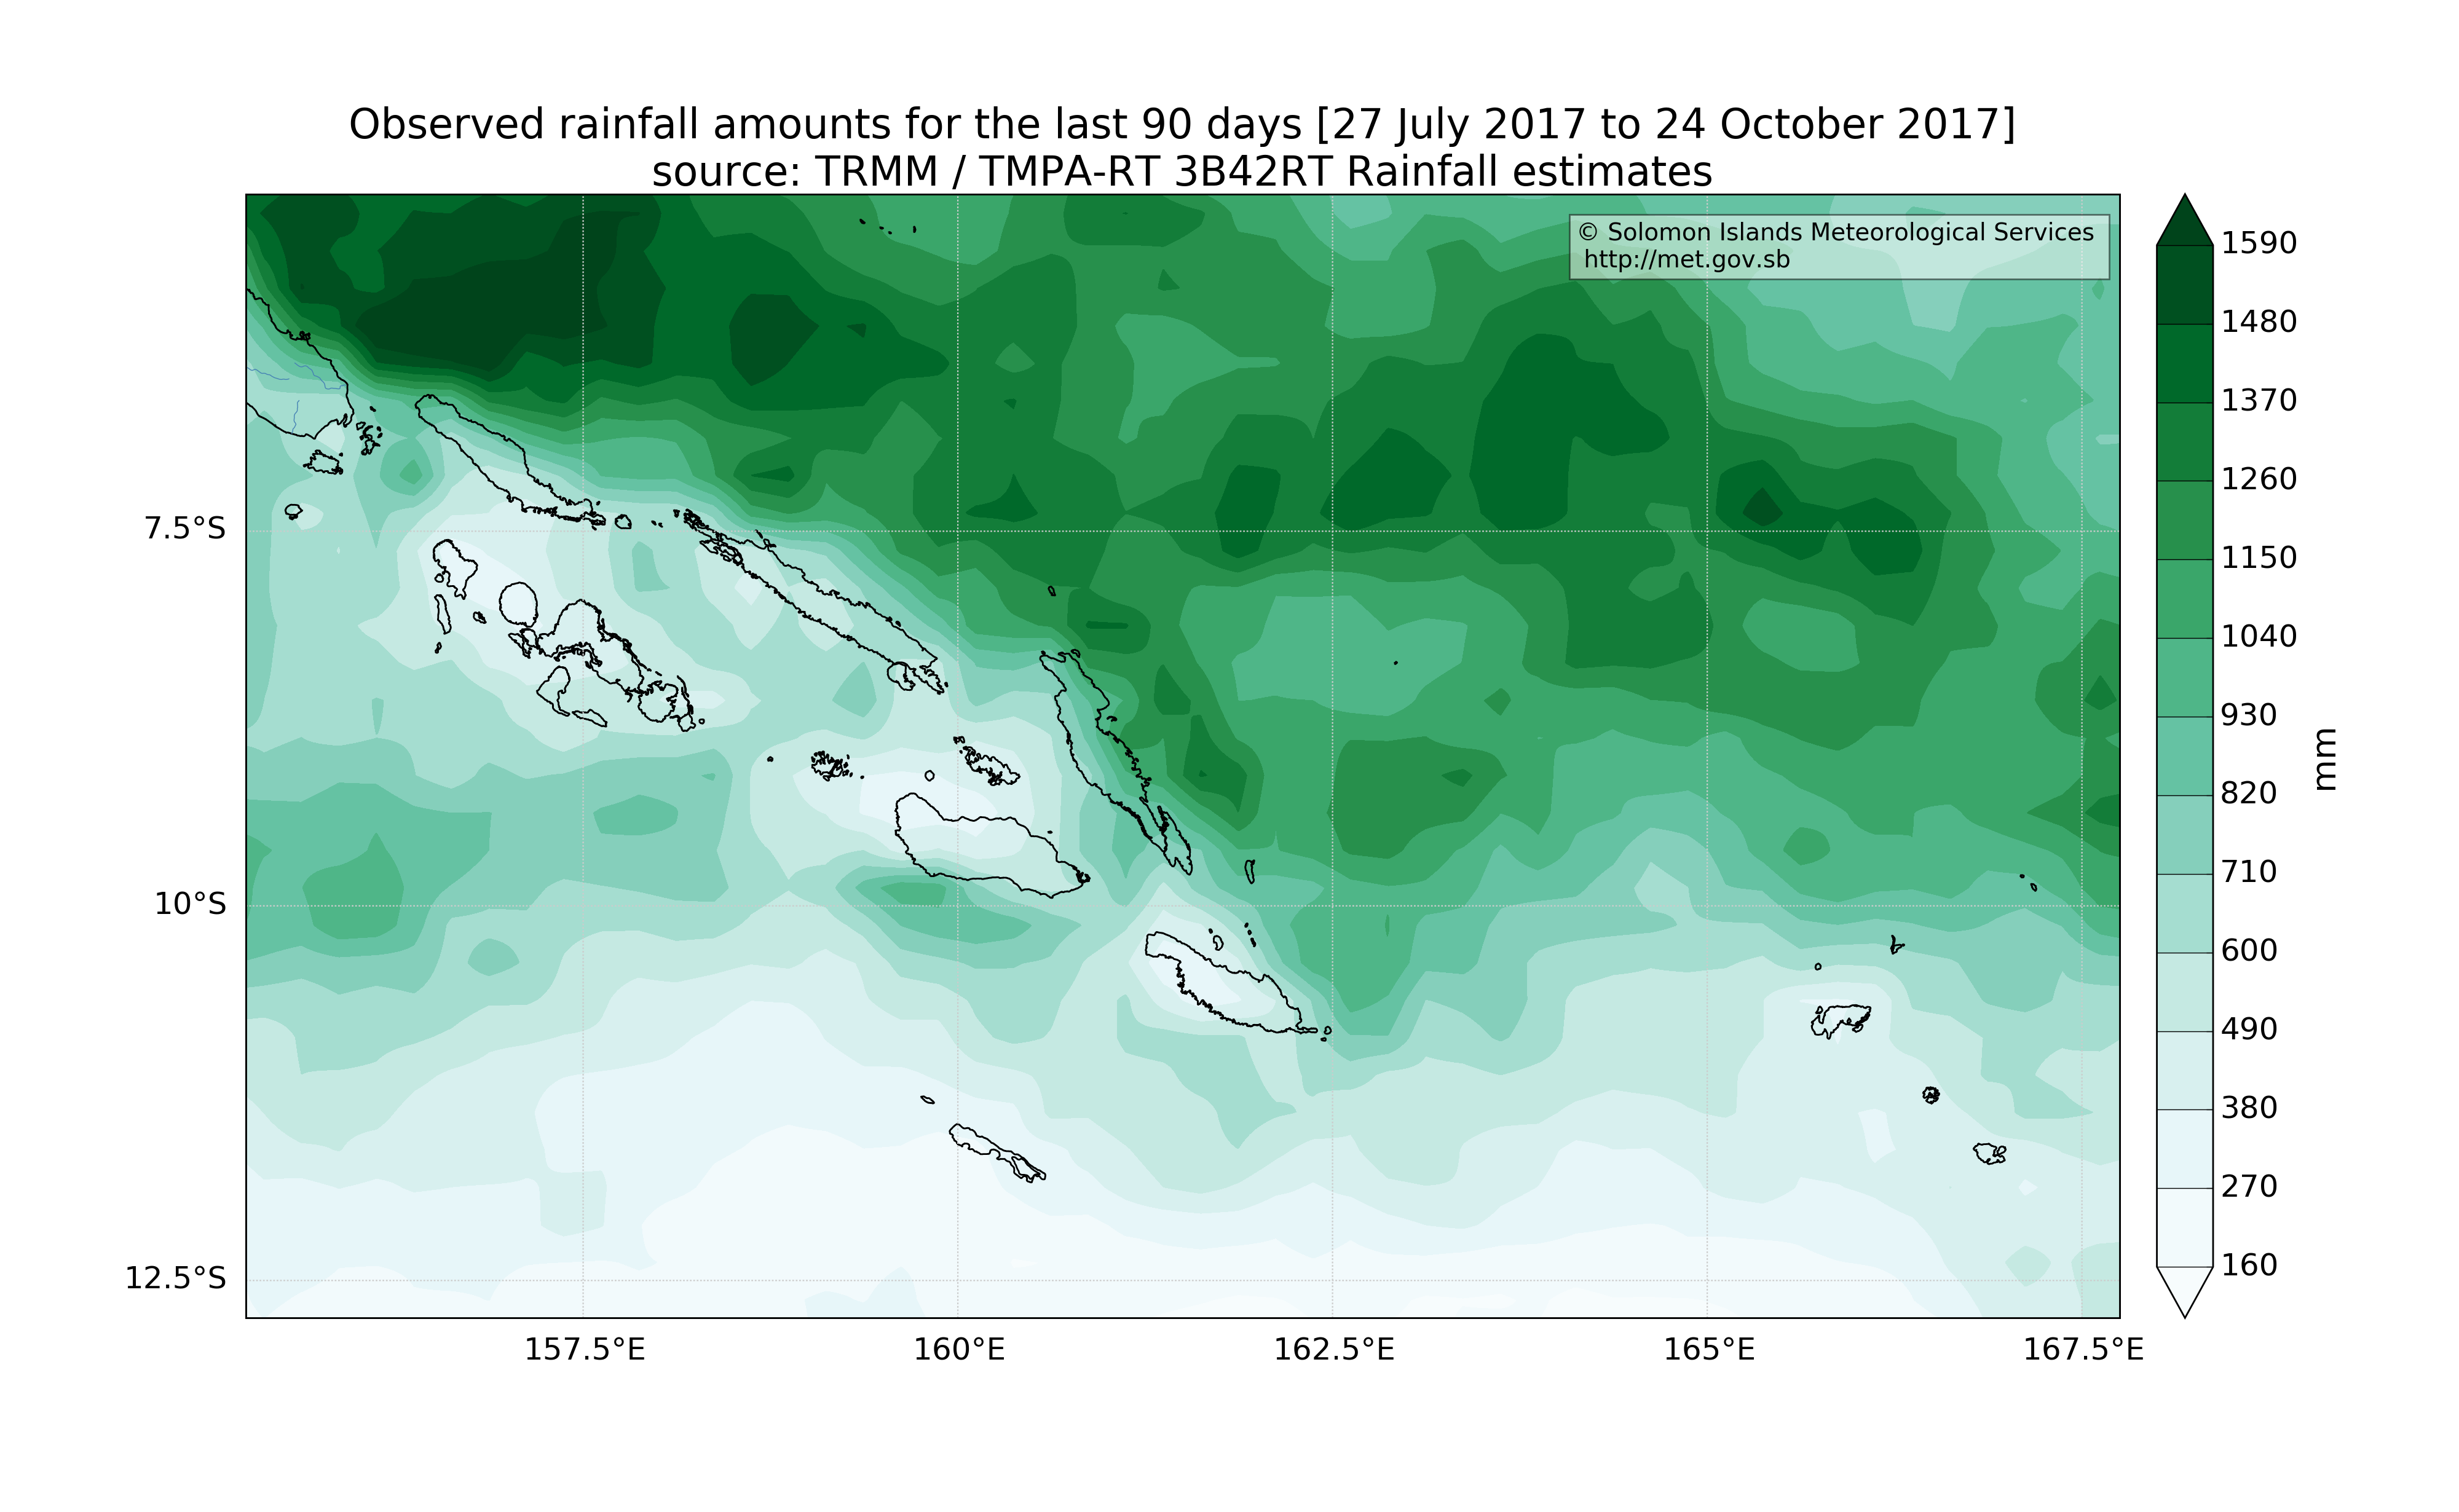 Observed rainfall amounts for the last 90 days [27 July 2017 to 24 October 2017]
source: TRMM / TMPA-RT 3B42RT Rainfall estimates
© Solomon Islands Meteorological Services
http://met.gov.sb
7.5°S
10°S
12.5°S
157.5°E
160°E
162.5°E
165°E
167.5°E
1590
1480
1370
1260
1150
1040
930
820
710
600
490
380
270
160
mm